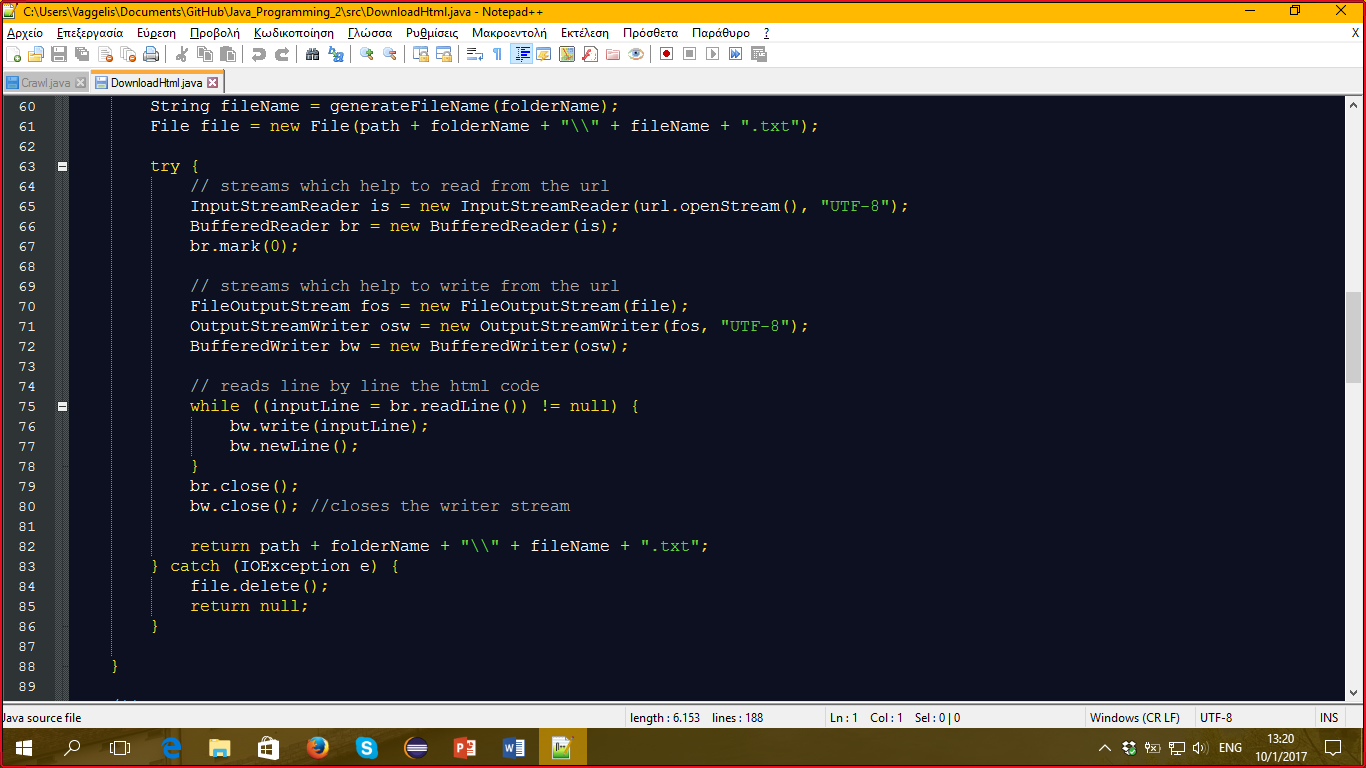 C:\Users\Vaggelis\Documents\GitHub\Java_Programming_2\src\DownloadHtml.java - Notepad++
Αρχείο Επεξεργασία Εύρεση Προβολή Κωδικοποίηση Γλώσσα Ρυθμίσεις Μακροεντολή Εκτέλεση Πρόσθετα Παράθυρο ? X
Crawl.java DownloadHtml.java
60 String fileName = generateFileName(folderName);
61 File file = new File(path + folderName + "\\" + fileName + ".txt");
62
63 try {
64 // streams which help to read from the url
65 InputStreamReader is = new InputStreamReader(url.openStream(), "UTF-8");
66 BufferedReader br = new BufferedReader(is);
67 br.mark(0);
68
69 // streams which help to write from the url
70 FileOutputStream fos = new FileOutputStream(file);
71 OutputStreamWriter osw = new OutputStreamWriter(fos, "UTF-8");
72 BufferedWriter bw = new BufferedWriter(osw);
73
74 // reads line by line the html code
75 while ((inputLine = br.readLine()) != null) {
76 bw.write(inputLine);
77 bw.newLine();
78 }
79 br.close();
80 bw.close(); //closes the writer stream
81
82 return path + folderName + "\\" + fileName + ".txt";
83 } catch (IOException e) {
84 file.delete();
85 return null;
86 }
87
88 }
89
Java source file length : 6.153 lines : 188 Ln : 1 Col : 1 Sel : 0 | 0 Windows (CR LF) UTF-8 INS
ENG 13:20
10/1/2017